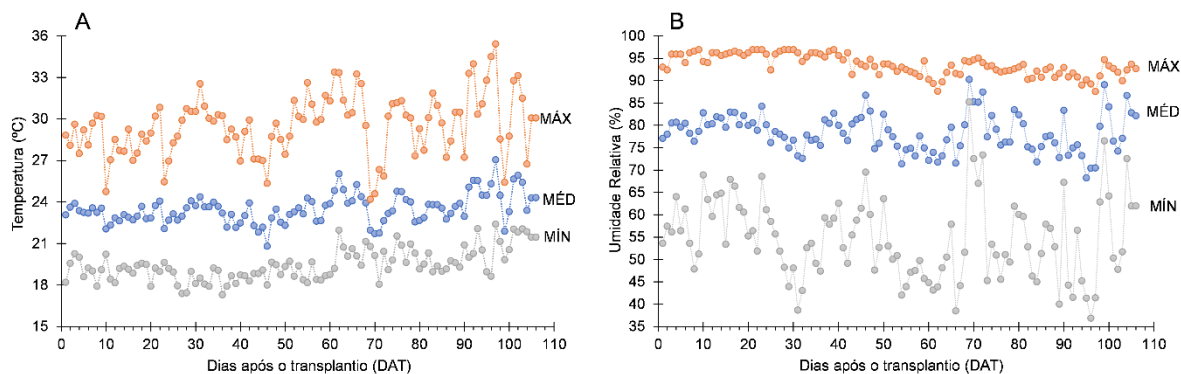 A
Temperatura (ºC)
36
33
30
27
24
21
18
15
MÁX
MÉD
MÍN
0 10 20 30 40 50 60 70 80 90 100 110
Dias após o transplantio (DAT)
B
Umidade Relativa (%)
100
95
90
85
80
75
70
65
60
55
50
45
40
35
MÁX
MÉD
MÍN
0 10 20 30 40 50 60 70 80 90 100 110
Dias após o transplantio (DAT)